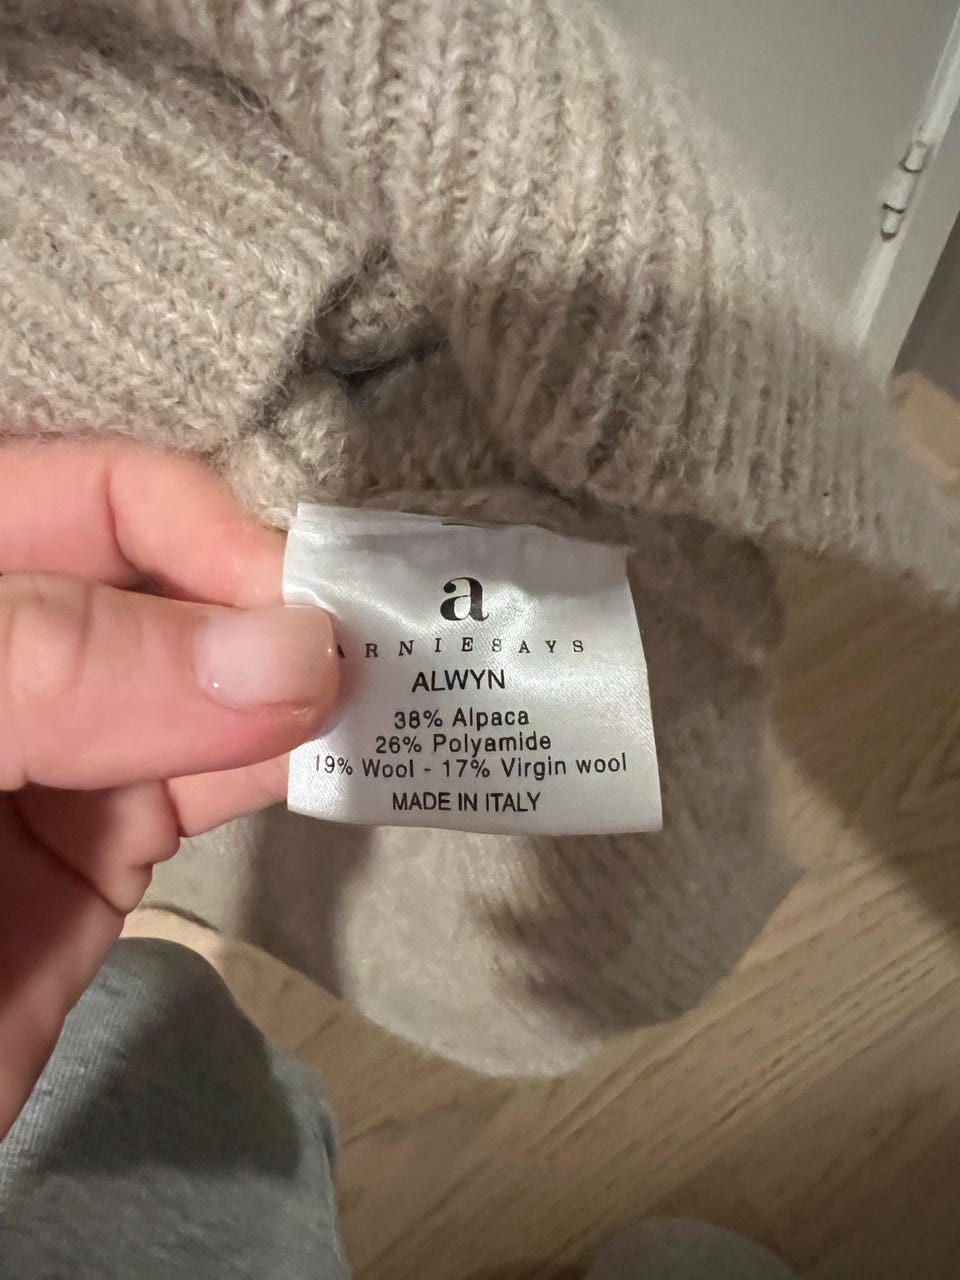 a
ARNIESAYS
ALWYN
38% Alpaca
26% Polyamide
19% Wool - 17% Virgin wool
MADE IN ITALY